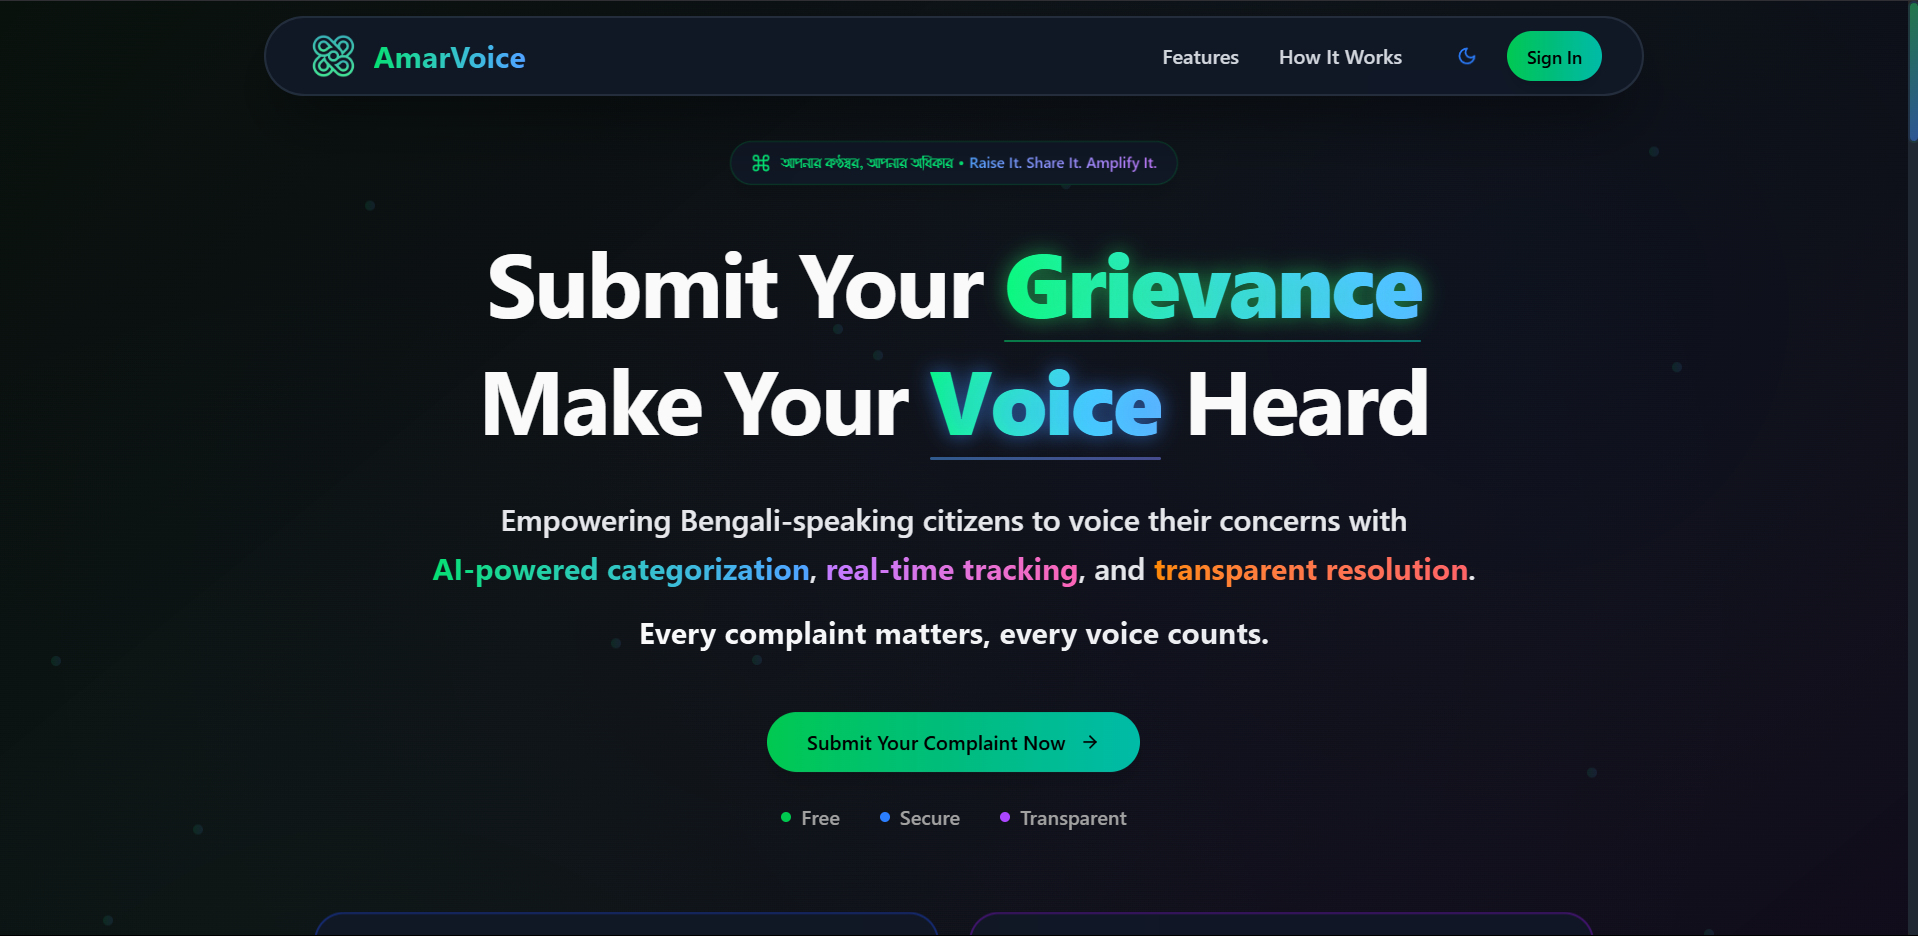 AmarVoice
Features
How It Works
Sign In
আপনার কণ্ঠস্বর, আপনার অধিকার • Raise It. Share It. Amplify It.
Submit Your Grievance
Make Your Voice Heard
Empowering Bengali-speaking citizens to voice their concerns with
AI-powered categorization, real-time tracking, and transparent resolution.
Every complaint matters, every voice counts.
Submit Your Complaint Now →
Free
Secure
Transparent